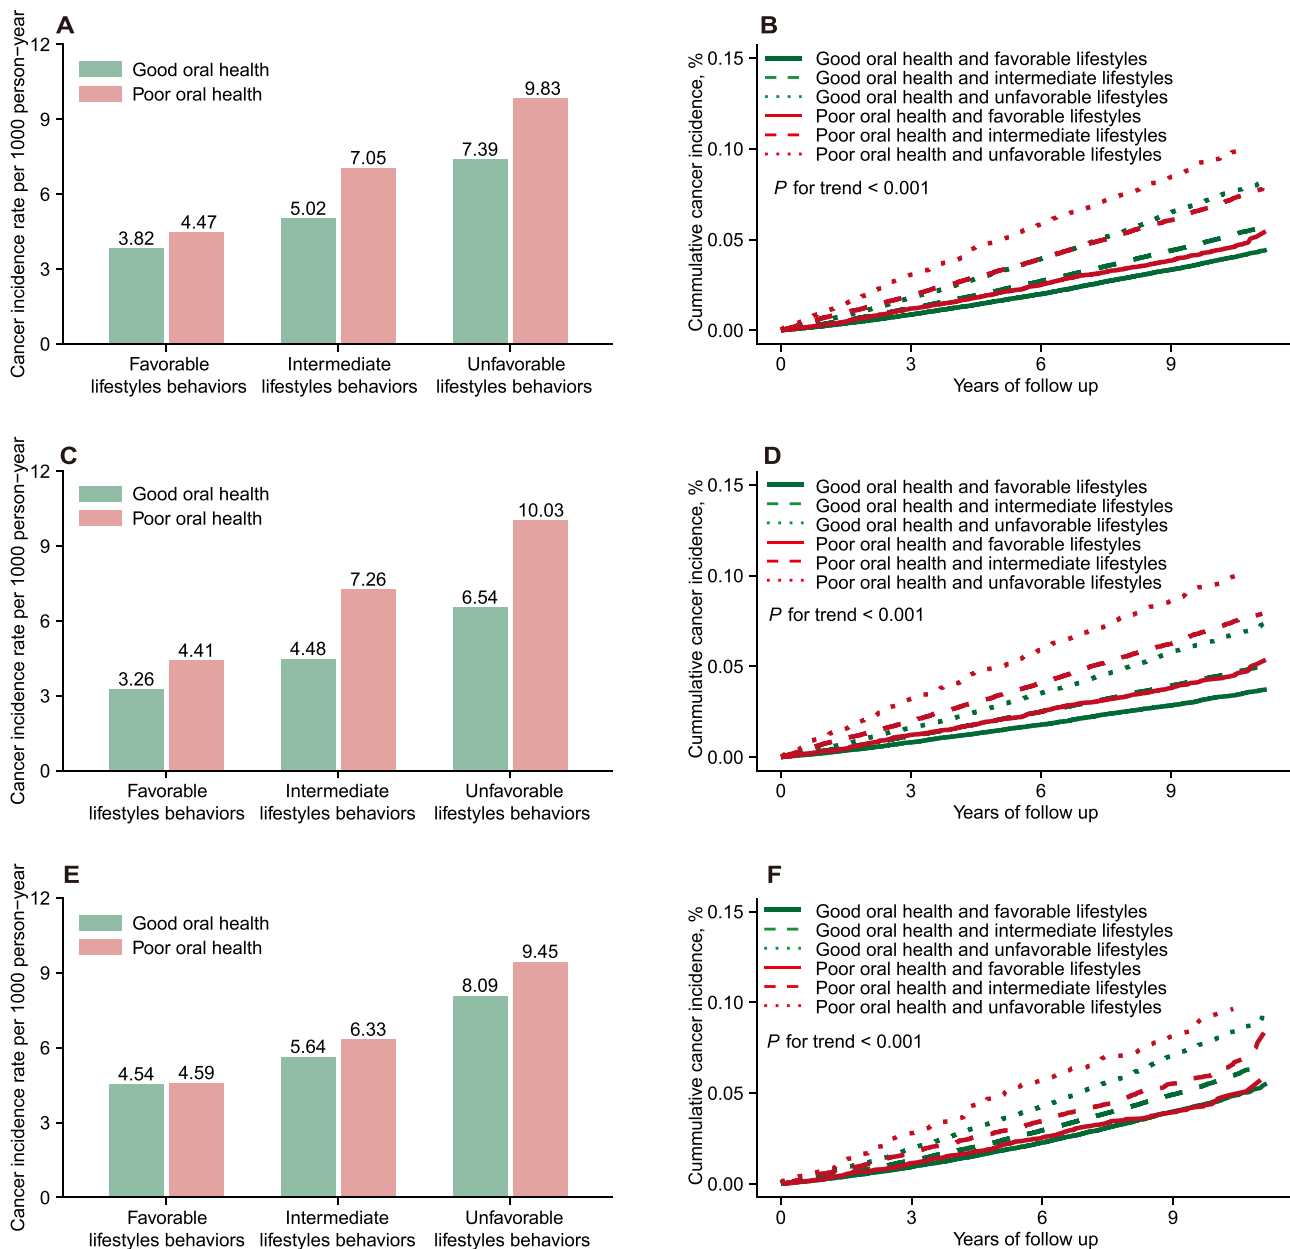 A
Cancer incidence rate per 1000 person−year
12
9
6
3
0
Good oral health
Poor oral health
3.82
4.47
5.02
7.05
7.39
9.83
Favorable
lifestyles behaviors
Intermediate
lifestyles behaviors
Unfavorable
lifestyles behaviors
B
Cummulative cancer incidence, %
0.15
0.10
0.05
0.00
Good oral health and favorable lifestyles
Good oral health and intermediate lifestyles
Good oral health and unfavorable lifestyles
Poor oral health and favorable lifestyles
Poor oral health and intermediate lifestyles
Poor oral health and unfavorable lifestyles
P for trend < 0.001
0
3
6
9
Years of follow up
C
Cancer incidence rate per 1000 person−year
12
9
6
3
0
Good oral health
Poor oral health
3.26
4.41
4.48
7.26
6.54
10.03
Favorable
lifestyles behaviors
Intermediate
lifestyles behaviors
Unfavorable
lifestyles behaviors
D
Cummulative cancer incidence, %
0.15
0.10
0.05
0.00
Good oral health and favorable lifestyles
Good oral health and intermediate lifestyles
Good oral health and unfavorable lifestyles
Poor oral health and favorable lifestyles
Poor oral health and intermediate lifestyles
Poor oral health and unfavorable lifestyles
P for trend < 0.001
0
3
6
9
Years of follow up
E
Cancer incidence rate per 1000 person−year
12
9
6
3
0
Good oral health
Poor oral health
4.54
4.59
5.64
6.33
8.09
9.45
Favorable
lifestyles behaviors
Intermediate
lifestyles behaviors
Unfavorable
lifestyles behaviors
F
Cummulative cancer incidence, %
0.15
0.10
0.05
0.00
Good oral health and favorable lifestyles
Good oral health and intermediate lifestyles
Good oral health and unfavorable lifestyles
Poor oral health and favorable lifestyles
Poor oral health and intermediate lifestyles
Poor oral health and unfavorable lifestyles
P for trend < 0.001
0
3
6
9
Years of follow up